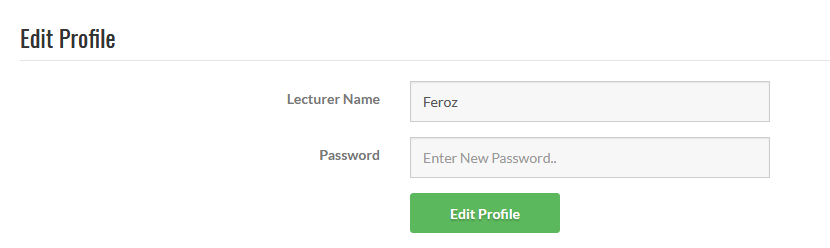 Edit Profile
Lecturer Name
Feroz
Password
Enter New Password..
Edit Profile